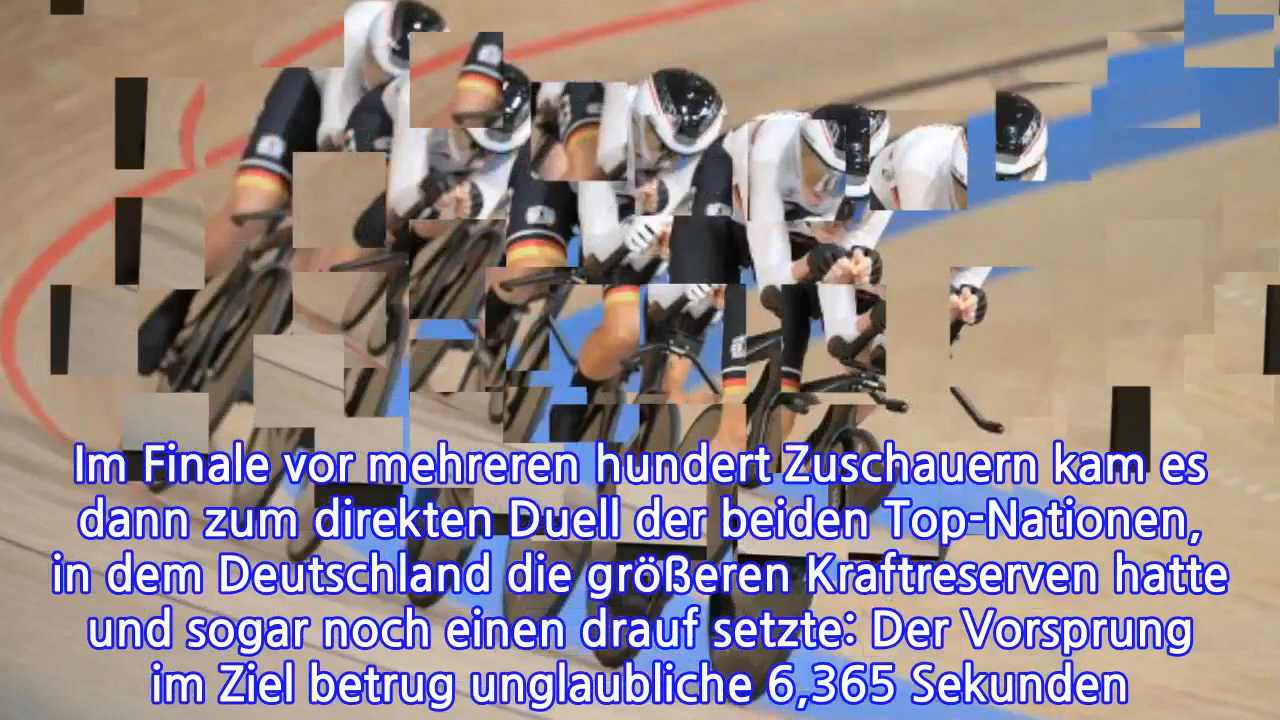 Im Finale vor mehreren hundert Zuschauern kam es
dann zum direkten Duell der beiden Top-Nationen,
in dem Deutschland die größeren Kraftreserven hatte
und sogar noch einen drauf setzte: Der Vorsprung
im Ziel betrug unglaubliche 6,365 Sekunden